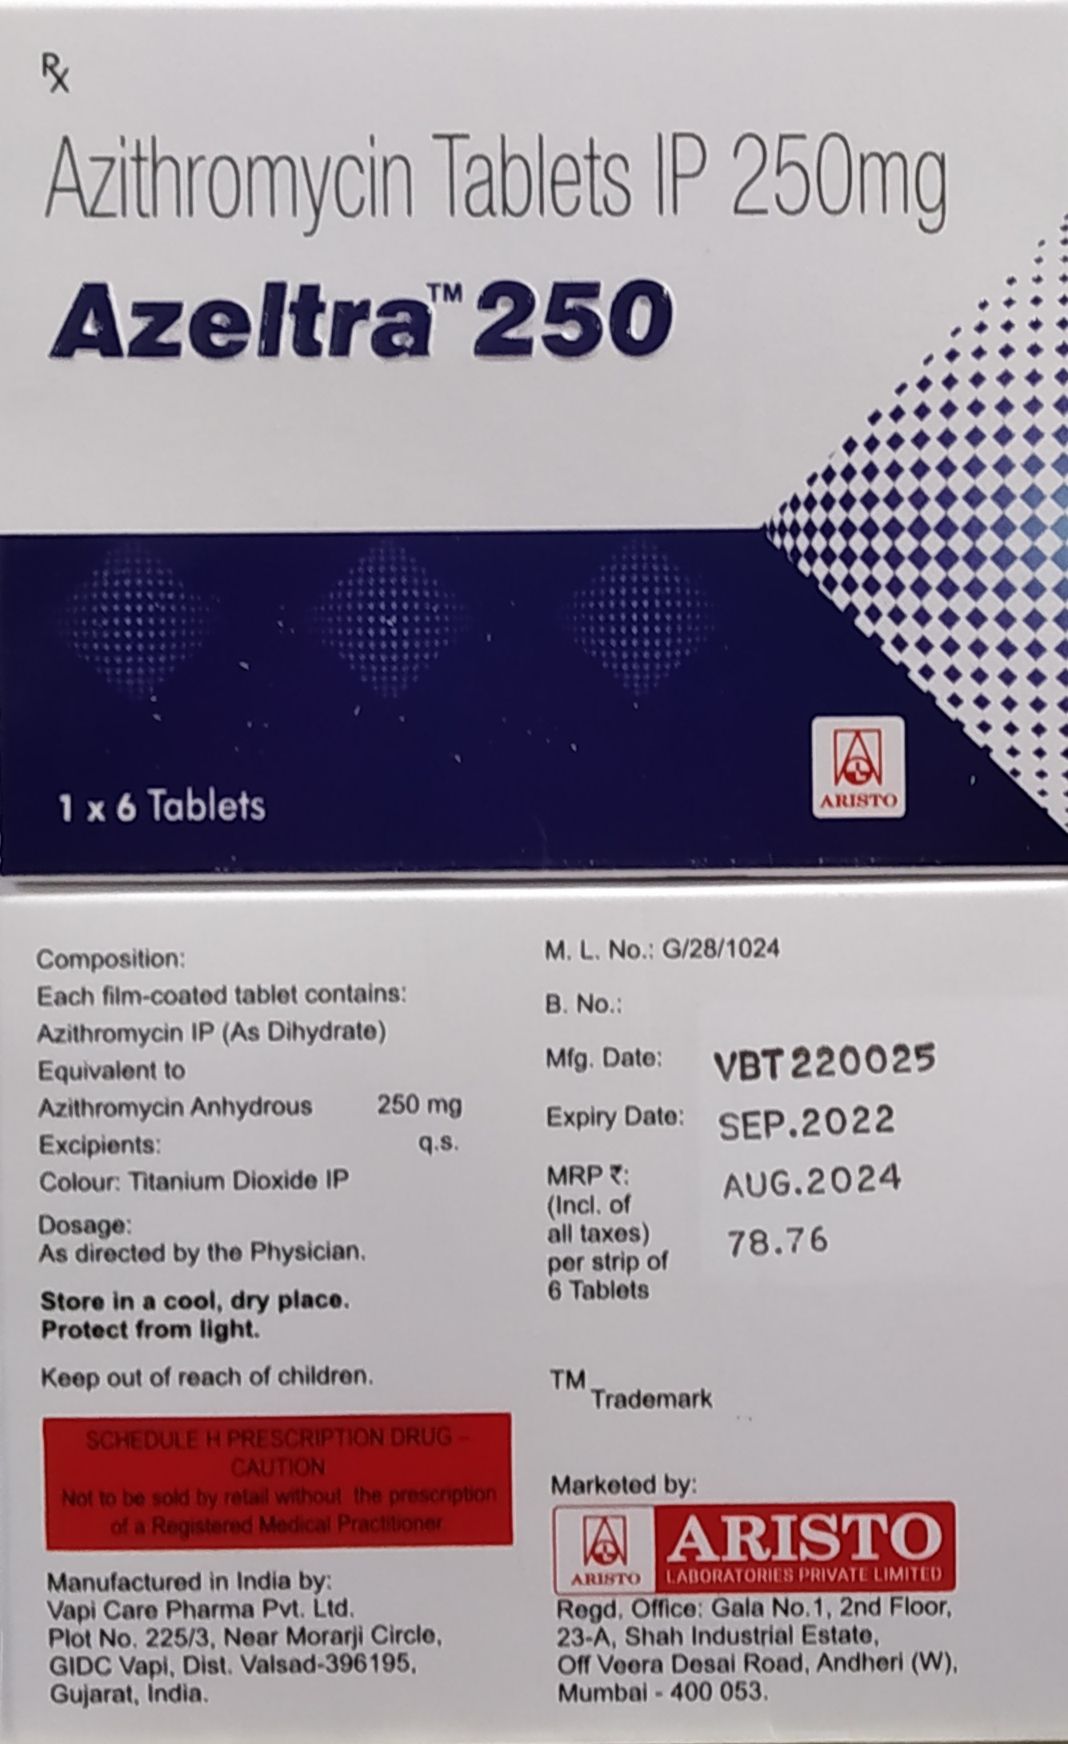 Rx
Azithromycin Tablets IP 250mg
Azeltra™ 250
1 x 6 Tablets
ARISTO
Composition:
Each film-coated tablet contains:
Azithromycin IP (As Dihydrate)
Equivalent to
Azithromycin Anhydrous 250 mg
Excipients: q.s.
Colour: Titanium Dioxide IP
Dosage:
As directed by the Physician.
Store in a cool, dry place.
Protect from light.
Keep out of reach of children.
SCHEDULE H PRESCRIPTION DRUG –
CAUTION
Not to be sold by retail without the prescription
of a Registered Medical Practitioner
Manufactured in India by:
Vapi Care Pharma Pvt. Ltd.
Plot No. 225/3, Near Morarji Circle,
GIDC Vapi, Dist. Valsad-396195,
Gujarat, India.
M. L. No.: G/28/1024
B. No.:
Mfg. Date: VBT220025
Expiry Date: SEP.2022
MRP ₹: AUG.2024
(Incl. of
all taxes) 78.76
per strip of
6 Tablets
TM Trademark
Marketed by:
ARISTO
ARISTO
LABORATORIES PRIVATE LIMITED
Regd. Office: Gala No.1, 2nd Floor,
23-A, Shah Industrial Estate,
Off Veera Desai Road, Andheri (W),
Mumbai - 400 053.